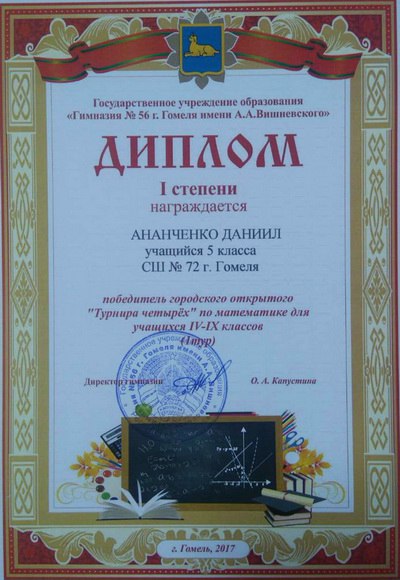 Государственное учреждение образования
«Гимназия № 56 г. Гомеля имени А.А.Вишневского»
ДИПЛОМ
I степени
награждается
АНАНЧЕНКО ДАНИИЛ
учащийся 5 класса
СШ № 72 г. Гомеля
победитель городского открытого
"Турнира четырёх" по математике для
учащихся IV-IX классов
(1тур)
Директор гимназии
О. А. Капустина
г. Гомель, 2017